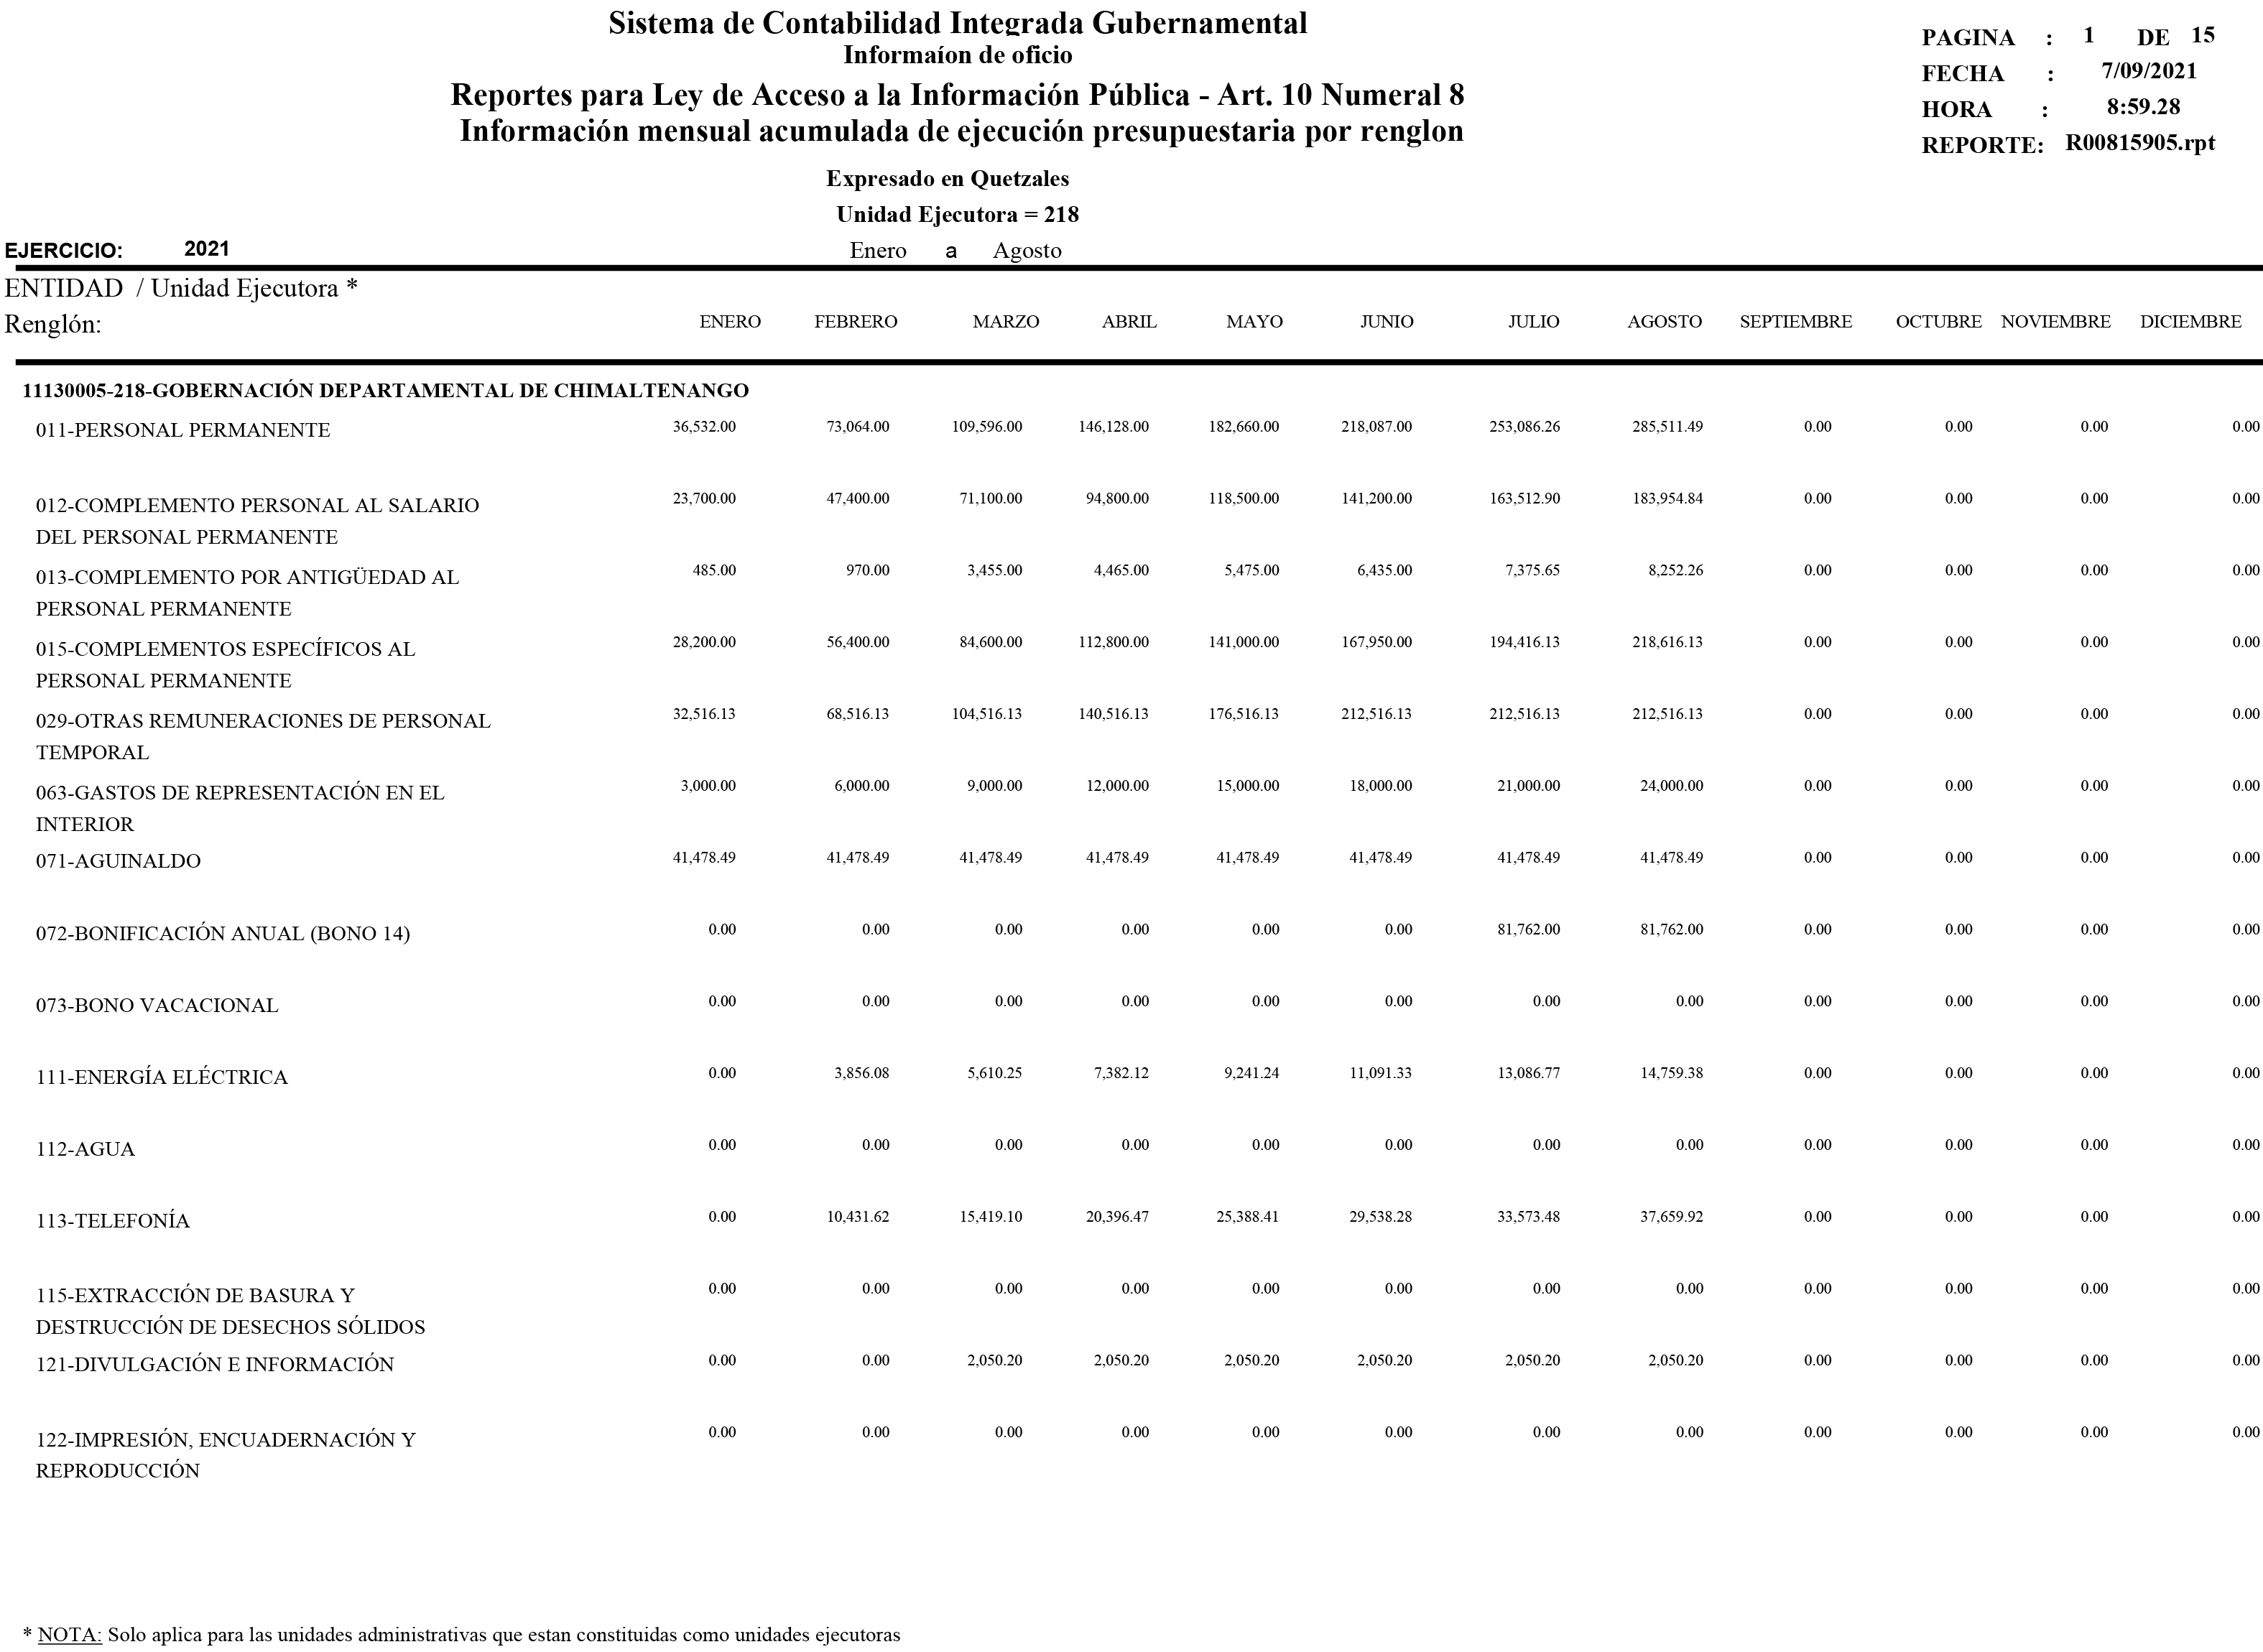 Sistema de Contabilidad Integrada Gubernamental
Informaíon de oficio
Reportes para Ley de Acceso a la Información Pública - Art. 10 Numeral 8
Información mensual acumulada de ejecución presupuestaria por renglon
Expresado en Quetzales
Unidad Ejecutora = 218
PAGINA : 1 DE 15
FECHA : 7/09/2021
HORA : 8:59.28
REPORTE: R00815905.rpt
EJERCICIO: 2021 Enero a Agosto
ENTIDAD / Unidad Ejecutora *
Renglón: ENERO FEBRERO MARZO ABRIL MAYO JUNIO JULIO AGOSTO SEPTIEMBRE OCTUBRE NOVIEMBRE DICIEMBRE
11130005-218-GOBERNACIÓN DEPARTAMENTAL DE CHIMALTENANGO
011-PERSONAL PERMANENTE 36,532.00 73,064.00 109,596.00 146,128.00 182,660.00 218,087.00 253,086.26 285,511.49 0.00 0.00 0.00 0.00
012-COMPLEMENTO PERSONAL AL SALARIO 23,700.00 47,400.00 71,100.00 94,800.00 118,500.00 141,200.00 163,512.90 183,954.84 0.00 0.00 0.00 0.00
DEL PERSONAL PERMANENTE
013-COMPLEMENTO POR ANTIGÜEDAD AL 485.00 970.00 3,455.00 4,465.00 5,475.00 6,435.00 7,375.65 8,252.26 0.00 0.00 0.00 0.00
PERSONAL PERMANENTE
015-COMPLEMENTOS ESPECÍFICOS AL 28,200.00 56,400.00 84,600.00 112,800.00 141,000.00 167,950.00 194,416.13 218,616.13 0.00 0.00 0.00 0.00
PERSONAL PERMANENTE
029-OTRAS REMUNERACIONES DE PERSONAL 32,516.13 68,516.13 104,516.13 140,516.13 176,516.13 212,516.13 212,516.13 212,516.13 0.00 0.00 0.00 0.00
TEMPORAL
063-GASTOS DE REPRESENTACIÓN EN EL 3,000.00 6,000.00 9,000.00 12,000.00 15,000.00 18,000.00 21,000.00 24,000.00 0.00 0.00 0.00 0.00
INTERIOR
071-AGUINALDO 41,478.49 41,478.49 41,478.49 41,478.49 41,478.49 41,478.49 41,478.49 41,478.49 0.00 0.00 0.00 0.00
072-BONIFICACIÓN ANUAL (BONO 14) 0.00 0.00 0.00 0.00 0.00 0.00 81,762.00 81,762.00 0.00 0.00 0.00 0.00
073-BONO VACACIONAL 0.00 0.00 0.00 0.00 0.00 0.00 0.00 0.00 0.00 0.00 0.00 0.00
111-ENERGÍA ELÉCTRICA 0.00 3,856.08 5,610.25 7,382.12 9,241.24 11,091.33 13,086.77 14,759.38 0.00 0.00 0.00 0.00
112-AGUA 0.00 0.00 0.00 0.00 0.00 0.00 0.00 0.00 0.00 0.00 0.00 0.00
113-TELEFONÍA 0.00 10,431.62 15,419.10 20,396.47 25,388.41 29,538.28 33,573.48 37,659.92 0.00 0.00 0.00 0.00
115-EXTRACCIÓN DE BASURA Y 0.00 0.00 0.00 0.00 0.00 0.00 0.00 0.00 0.00 0.00 0.00 0.00
DESTRUCCIÓN DE DESECHOS SÓLIDOS
121-DIVULGACIÓN E INFORMACIÓN 0.00 0.00 2,050.20 2,050.20 2,050.20 2,050.20 2,050.20 2,050.20 0.00 0.00 0.00 0.00
122-IMPRESIÓN, ENCUADERNACIÓN Y 0.00 0.00 0.00 0.00 0.00 0.00 0.00 0.00 0.00 0.00 0.00 0.00
REPRODUCCIÓN
* NOTA: Solo aplica para las unidades administrativas que estan constituidas como unidades ejecutoras